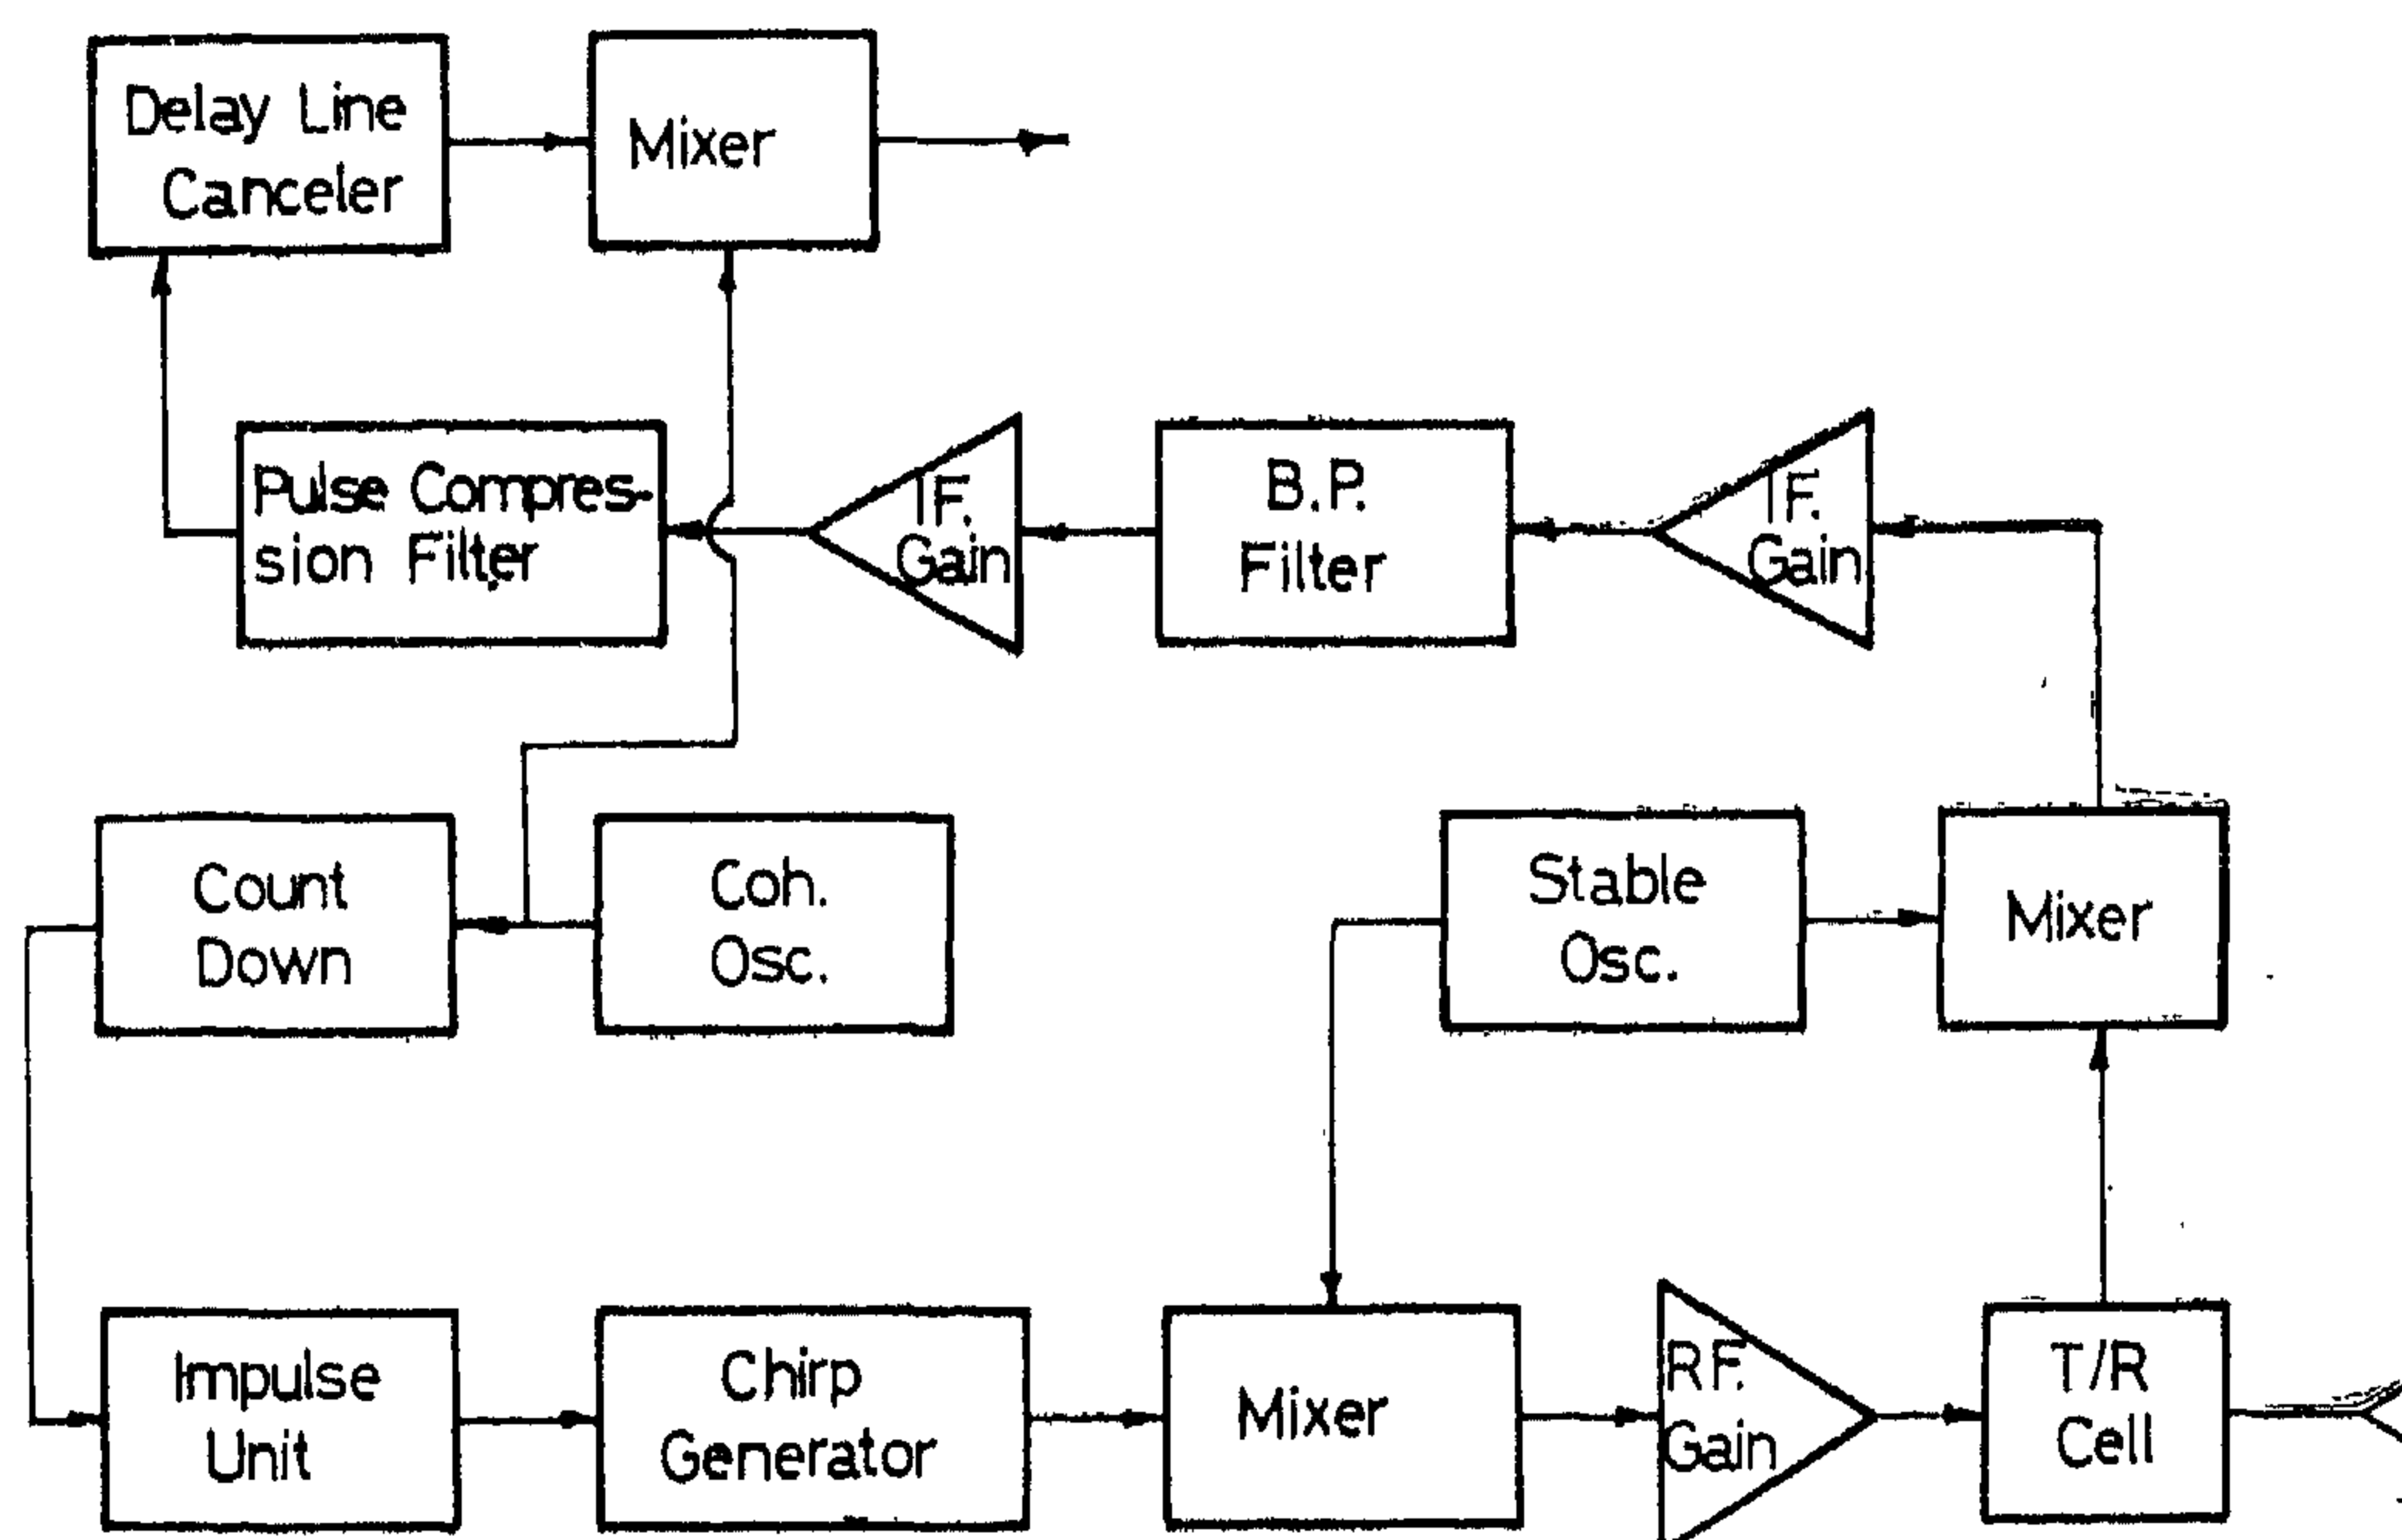 Delay Line
Canceler
Mixer
Pulse Compres-
sion Filter
I.F.
Gain
B.P.
Filter
I.F.
Gain
Count
Down
Coh.
Osc.
Stable
Osc.
Mixer
Impulse
Unit
Chirp
Generator
Mixer
R.F.
Gain
T/R
Cell